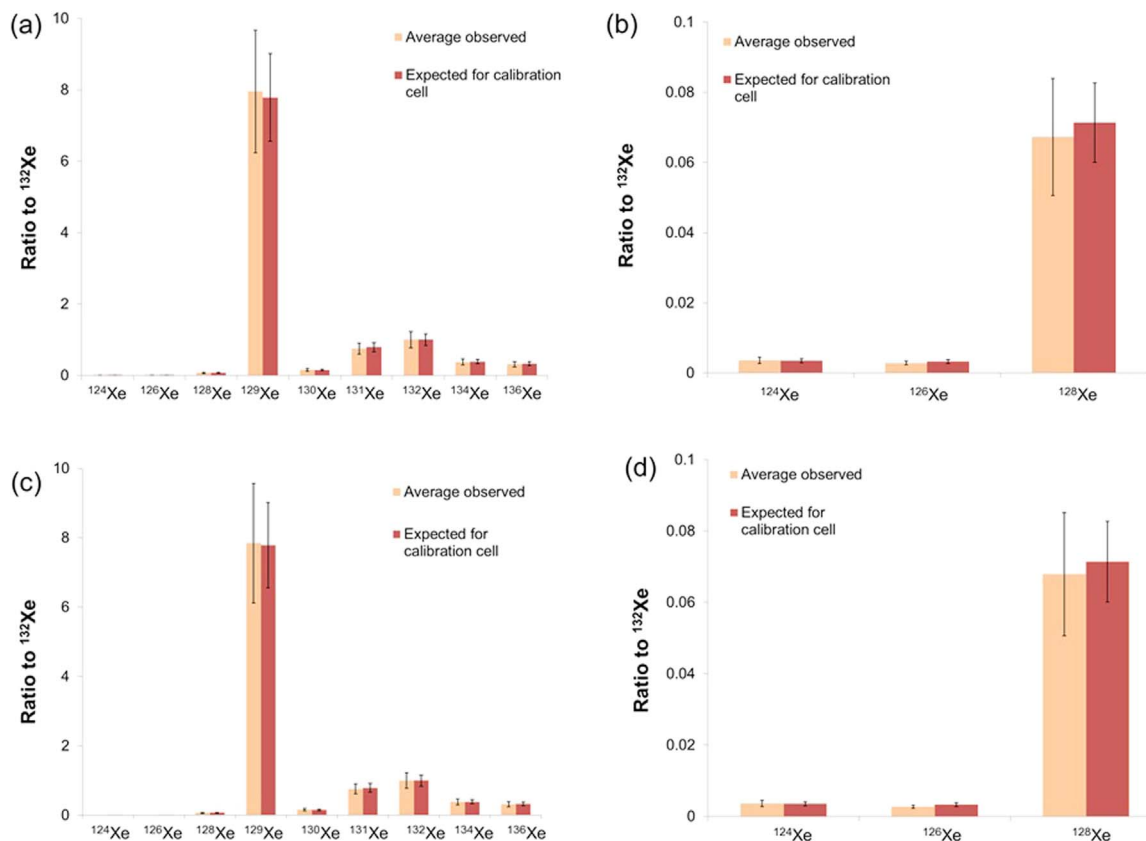 (a)
10
8
6
4
2
0
Ratio to ¹³²Xe
Average observed
Expected for calibration
cell
¹²⁴Xe ¹²⁶Xe ¹²⁸Xe ¹²⁹Xe ¹³⁰Xe ¹³¹Xe ¹³²Xe ¹³⁴Xe ¹³⁶Xe
(b)
0.1
0.08
0.06
0.04
0.02
0
Ratio to ¹³²Xe
Average observed
Expected for calibration
cell
¹²⁴Xe ¹²⁶Xe ¹²⁸Xe
(c)
10
8
6
4
2
0
Ratio to ¹³²Xe
Average observed
Expected for
calibration cell
¹²⁴Xe ¹²⁶Xe ¹²⁸Xe ¹²⁹Xe ¹³⁰Xe ¹³¹Xe ¹³²Xe ¹³⁴Xe ¹³⁶Xe
(d)
0.1
0.08
0.06
0.04
0.02
0
Ratio to ¹³²Xe
Average observed
Expected for
calibration cell
¹²⁴Xe ¹²⁶Xe ¹²⁸Xe